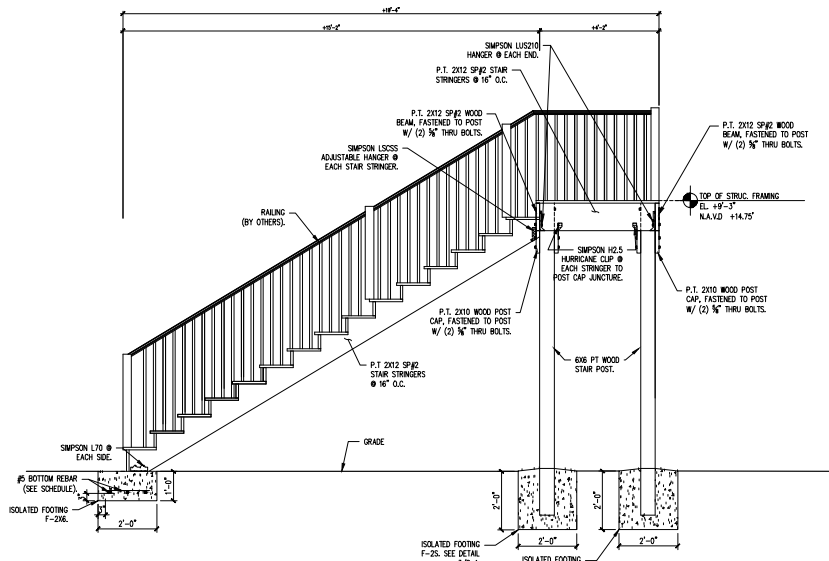 ±19'-4"
±15'-2"
±4'-2"
SIMPSON LUS210
HANGER @ EACH END.
P.T. 2X12 SP#2 STAIR
STRINGERS @ 16" O.C.
P.T. 2X12 SP#2 WOOD
BEAM, FASTENED TO POST
W/ (2) ⅝" THRU BOLTS.
P.T. 2X12 SP#2 WOOD
BEAM, FASTENED TO POST
W/ (2) ⅝" THRU BOLTS.
SIMPSON LSCSS
ADJUSTABLE HANGER @
EACH STAIR STRINGER.
TOP OF STRUC. FRAMING
EL. +9'-3"
N.A.V.D +14.75'
RAILING
(BY OTHERS).
SIMPSON H2.5
HURRICANE CLIP @
EACH STRINGER TO
POST CAP JUNCTURE.
P.T. 2X10 WOOD POST
CAP, FASTENED TO POST
W/ (2) ⅝" THRU BOLTS.
P.T. 2X10 WOOD POST
CAP, FASTENED TO POST
W/ (2) ⅝" THRU BOLTS.
P.T 2X12 SP#2
STAIR STRINGERS
@ 16" O.C.
6X6 PT WOOD
STAIR POST.
GRADE
SIMPSON L70 @
EACH SIDE.
#5 BOTTOM REBAR
(SEE SCHEDULE).
ISOLATED FOOTING
F-2X6.
3"
1'-0"
2'-0"
2'-0"
2'-0"
2'-0"
2'-0"
ISOLATED FOOTING
F-2S. SEE DETAIL
ISOLATED FOOTING